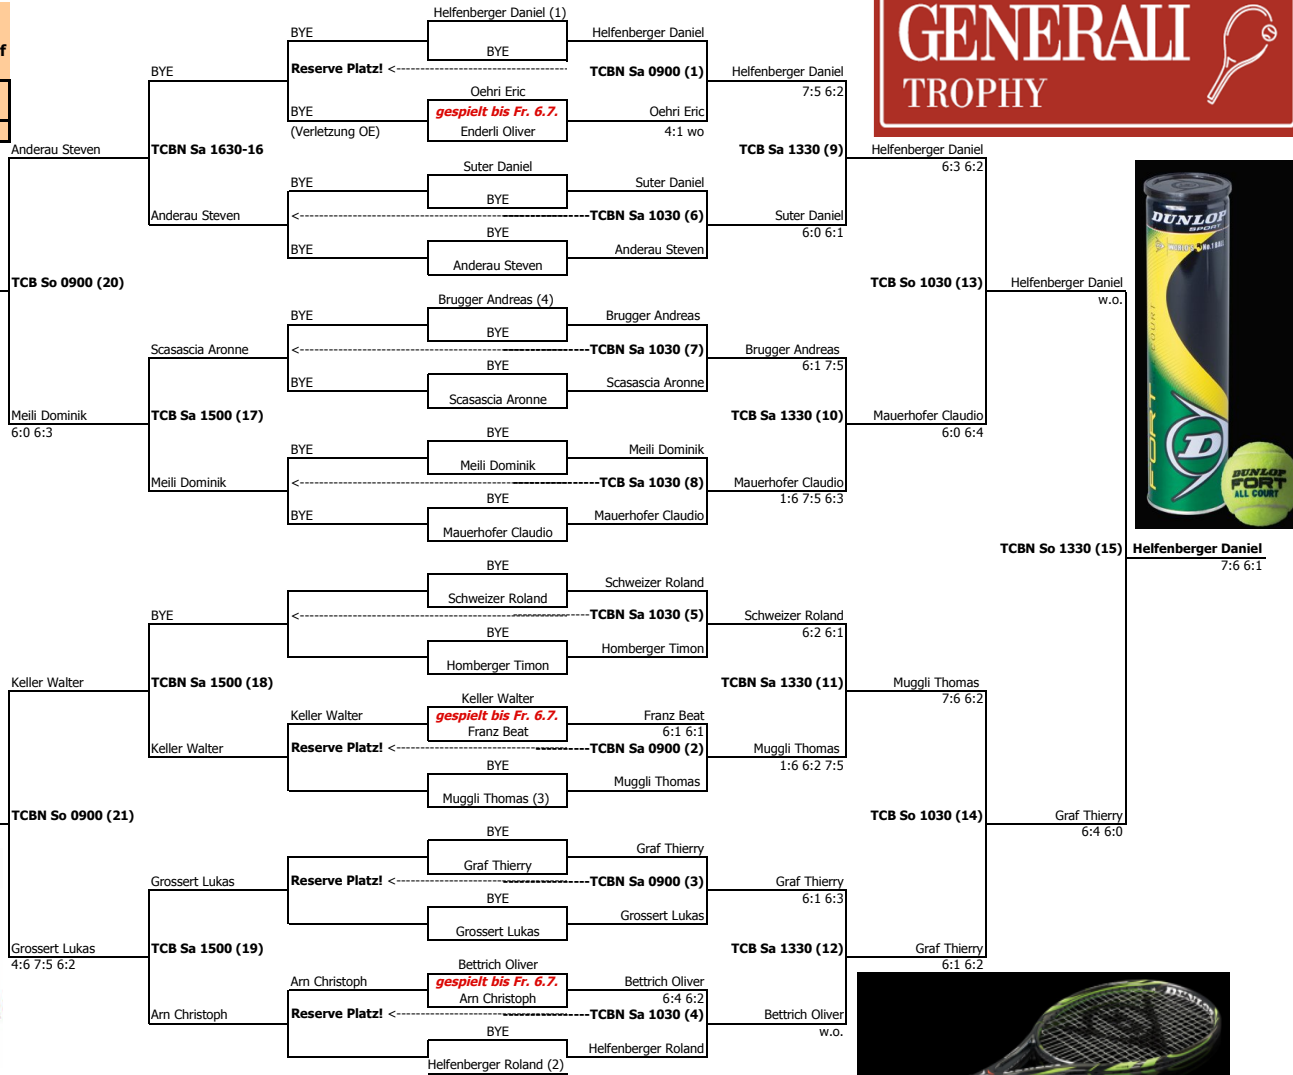 Helfenberger Daniel (1)
BYE
Helfenberger Daniel
f
BYE
BYE
Reserve Platz! <
TCBN Sa 0900 (1)
Helfenberger Daniel
7:5 6:2
Oehri Eric
BYE
gespielt bis Fr. 6.7.
Oehri Eric
(Verletzung OE)
Enderli Oliver
4:1 wo
Anderau Steven
TCBN Sa 1630-16
TCB Sa 1330 (9)
Helfenberger Daniel
6:3 6:2
Suter Daniel
BYE
Suter Daniel
BYE
Anderau Steven
<
TCBN Sa 1030 (6)
Suter Daniel
6:0 6:1
BYE
BYE
Anderau Steven
Anderau Steven
TCB So 0900 (20)
TCB So 1030 (13)
Helfenberger Daniel
w.o.
Brugger Andreas (4)
BYE
Brugger Andreas
BYE
Scasascia Aronne
<
TCBN Sa 1030 (7)
Brugger Andreas
6:1 7:5
BYE
BYE
Scasascia Aronne
Scasascia Aronne
Meili Dominik
6:0 6:3
TCB Sa 1500 (17)
TCB Sa 1330 (10)
Mauerhofer Claudio
6:0 6:4
BYE
BYE
Meili Dominik
Meili Dominik
Meili Dominik
<
TCB Sa 1030 (8)
Mauerhofer Claudio
1:6 7:5 6:3
BYE
BYE
Mauerhofer Claudio
Mauerhofer Claudio
TCBN So 1330 (15)
Helfenberger Daniel
7:6 6:1
BYE
Schweizer Roland
Schweizer Roland
BYE
<
TCBN Sa 1030 (5)
Schweizer Roland
6:2 6:1
BYE
Homberger Timon
Homberger Timon
Keller Walter
TCBN Sa 1500 (18)
TCBN Sa 1330 (11)
Muggli Thomas
7:6 6:2
Keller Walter
Keller Walter
gespielt bis Fr. 6.7.
Franz Beat
Franz Beat
6:1 6:1
Keller Walter
Reserve Platz! <
TCBN Sa 0900 (2)
Muggli Thomas
1:6 6:2 7:5
BYE
Muggli Thomas
Muggli Thomas (3)
TCBN So 0900 (21)
TCB So 1030 (14)
Graf Thierry
6:4 6:0
BYE
Graf Thierry
Graf Thierry
Grossert Lukas
Reserve Platz! <
TCBN Sa 0900 (3)
Graf Thierry
6:1 6:3
BYE
Grossert Lukas
Grossert Lukas
Grossert Lukas
4:6 7:5 6:2
TCB Sa 1500 (19)
TCB Sa 1330 (12)
Graf Thierry
6:1 6:2
Bettrich Oliver
Arn Christoph
gespielt bis Fr. 6.7.
Bettrich Oliver
Arn Christoph
6:4 6:2
Arn Christoph
Reserve Platz! <
TCBN Sa 1030 (4)
Bettrich Oliver
w.o.
BYE
Helfenberger Roland
Helfenberger Roland (2)
GENERALI
TROPHY
DUNLOP
SPORT
FORT
COURT
D
DUNLOP
FORT
ALL COURT
DUNLOP